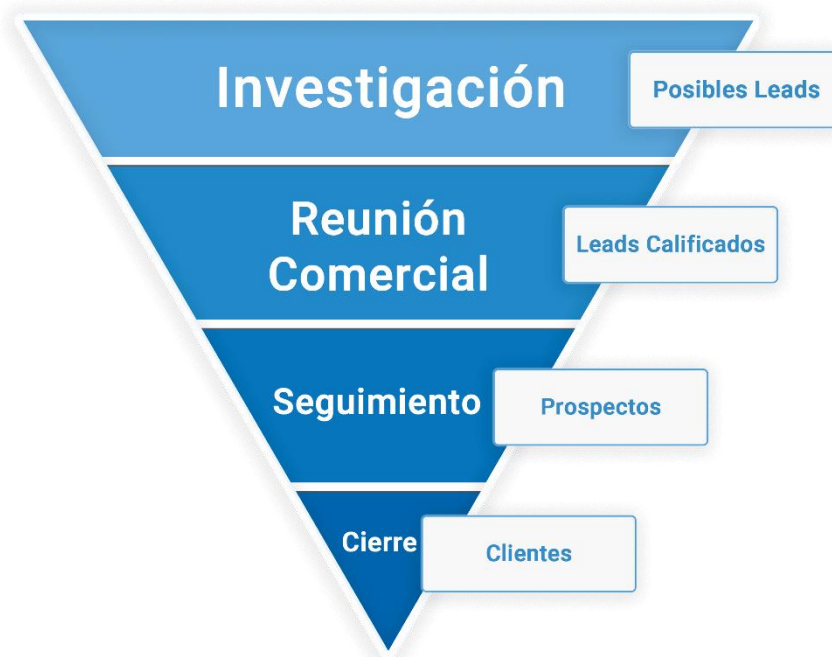 Investigación
Posibles Leads
Reunión
Comercial
Leads Calificados
Seguimiento
Prospectos
Cierre
Clientes